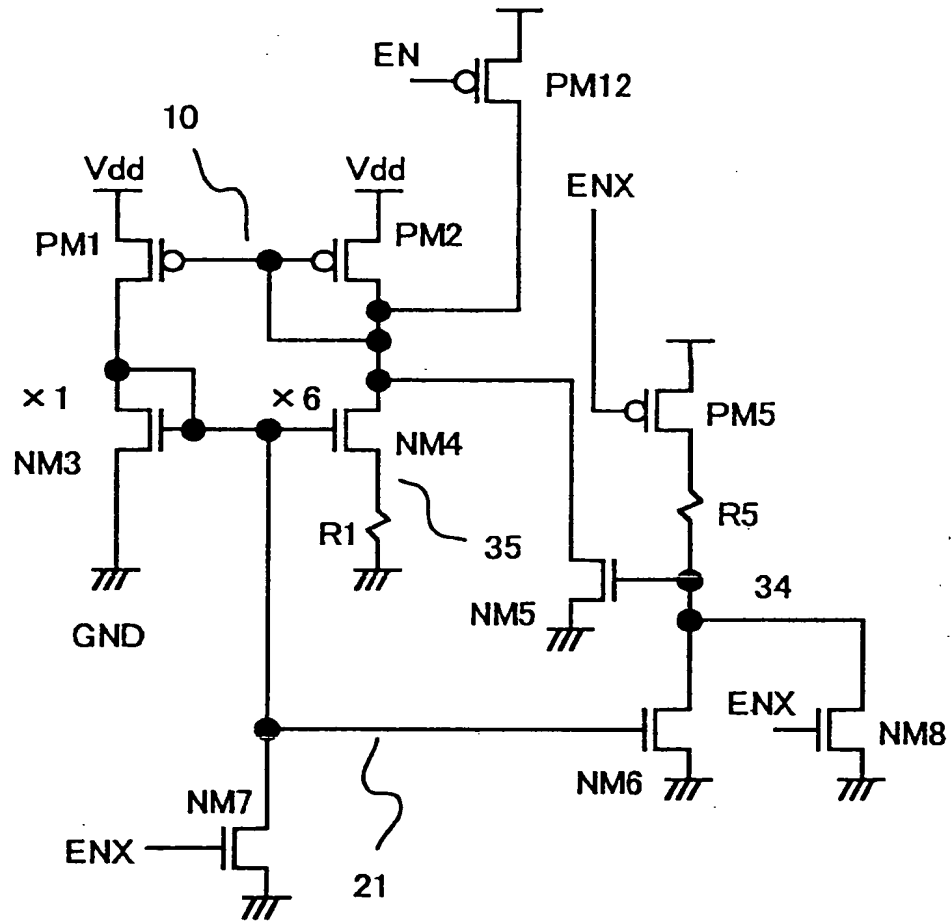 EN
PM12
10
Vdd
Vdd
ENX
PM1
PM2
×1
×6
PM5
NM3
NM4
R1
35
R5
34
NM5
GND
ENX
NM8
NM6
NM7
ENX
21